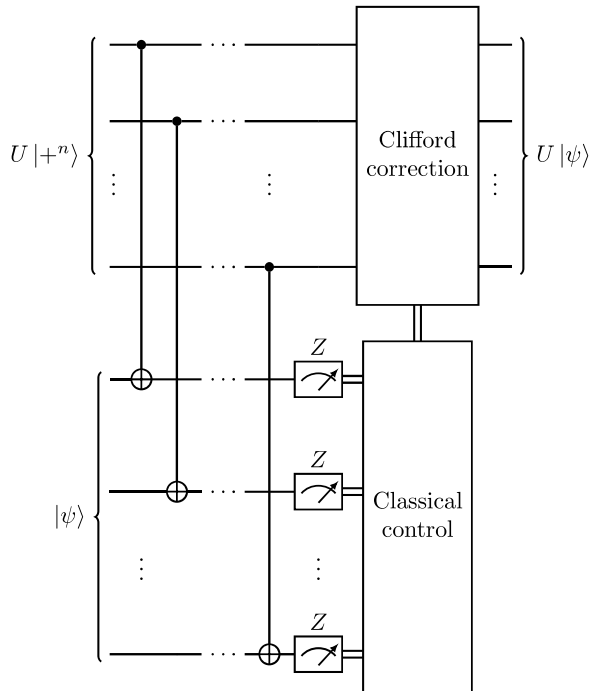 U |+ⁿ⟩
Clifford
correction
U |ψ⟩
|ψ⟩
Z
Z
Z
Classical
control